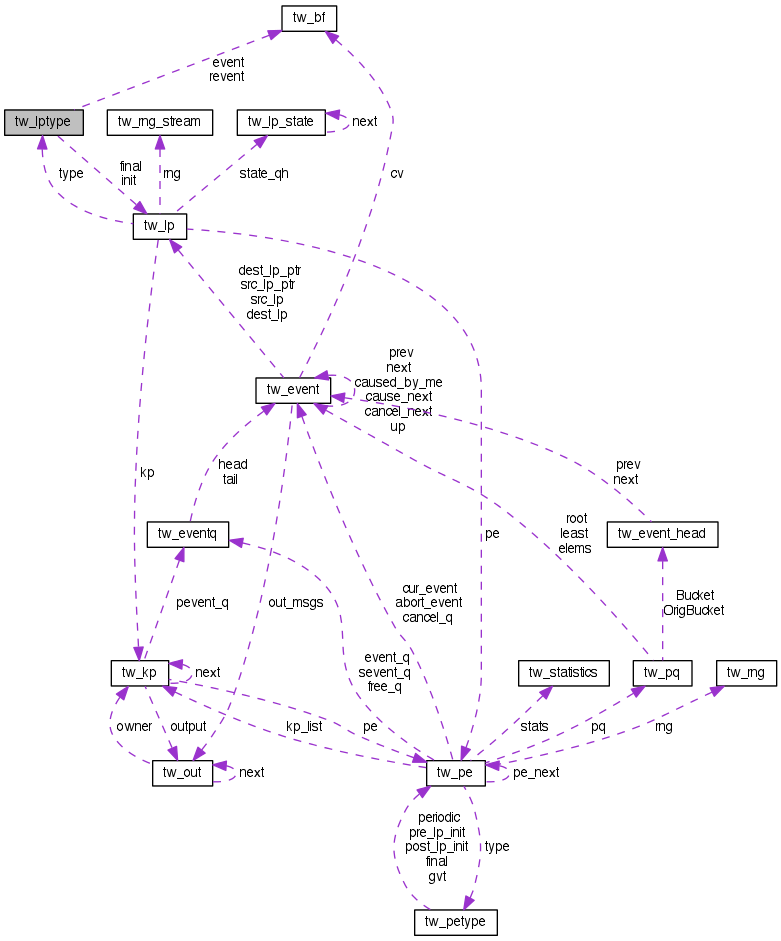 tw_bf
event
revent
tw_lptype
tw_rng_stream
tw_lp_state
next
type
final
init
rng
state_qh
cv
tw_lp
dest_lp_ptr
src_lp_ptr
src_lp
dest_lp
prev
next
caused_by_me
cause_next
cancel_next
up
tw_event
kp
head
tail
prev
next
root
least
elems
pe
tw_eventq
tw_event_head
pevent_q
out_msgs
cur_event
abort_event
cancel_q
Bucket
OrigBucket
event_q
sevent_q
free_q
tw_kp
next
tw_statistics
tw_pq
tw_rng
owner
output
kp_list
pe
stats
pq
rng
tw_out
next
tw_pe
pe_next
periodic
pre_lp_init
post_lp_init
final
gvt
type
tw_petype